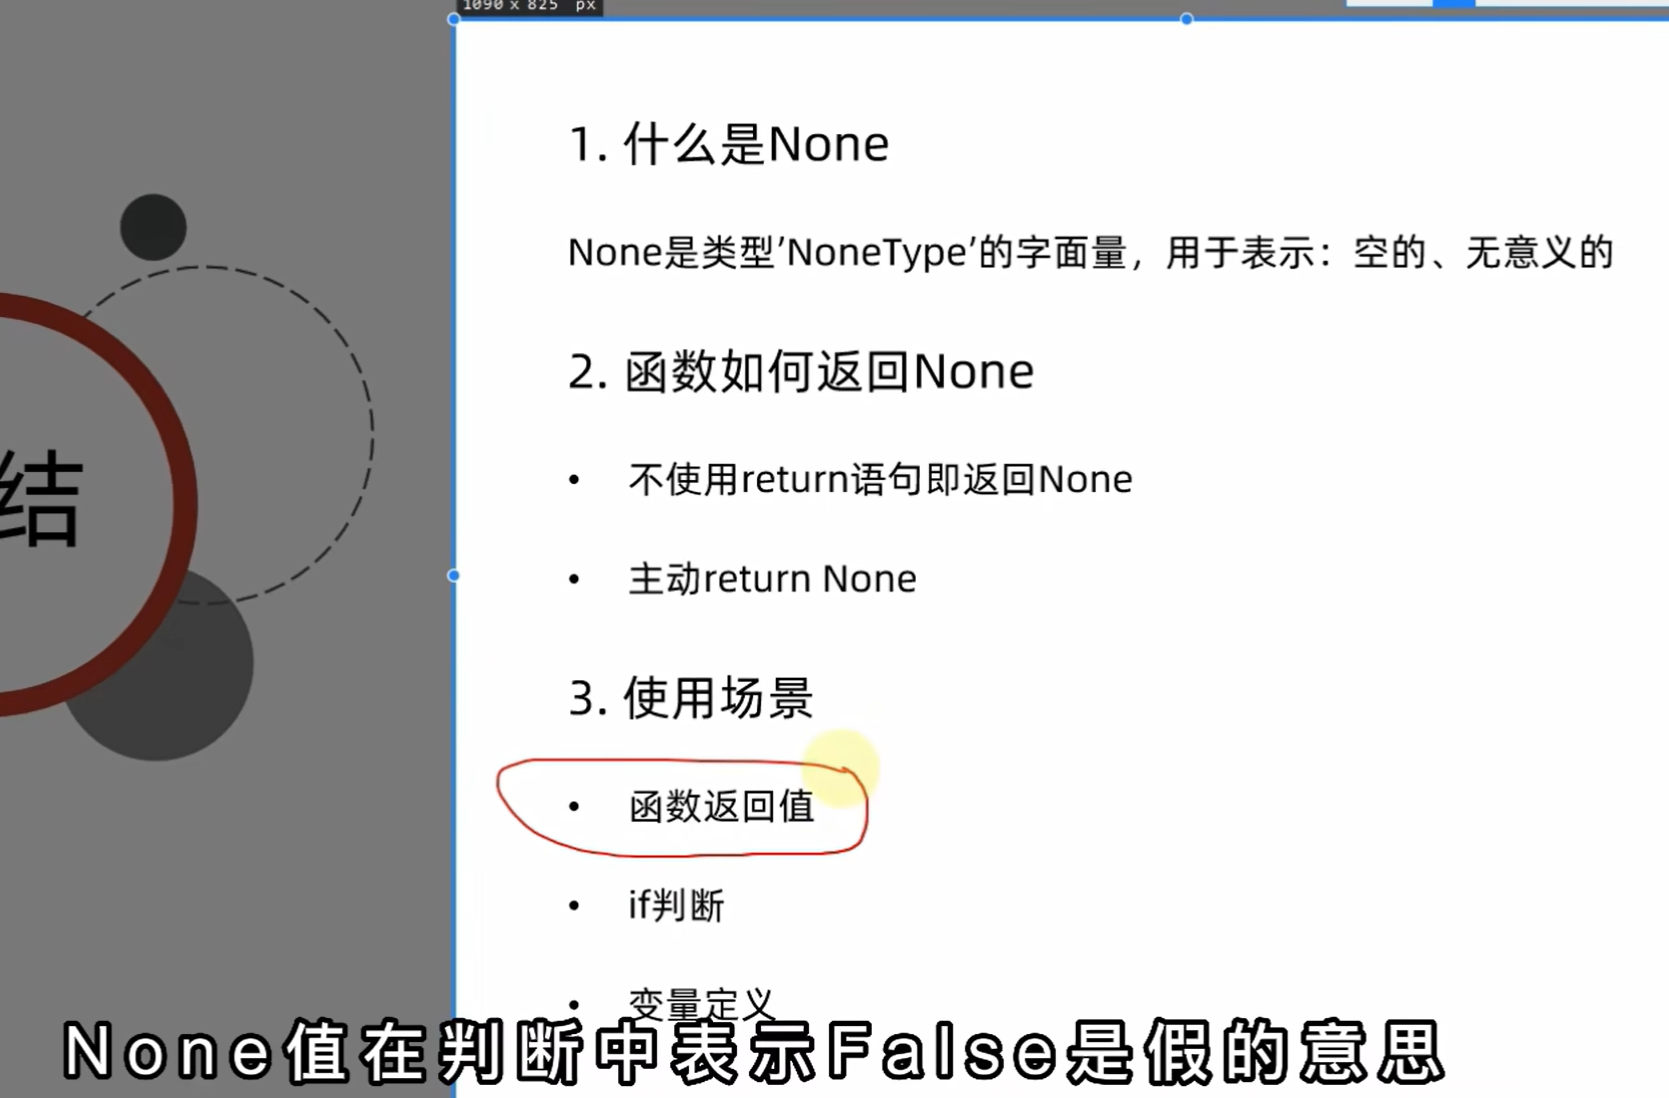 1090 x 825 px
1. 什么是None
None是类型’NoneType’的字面量，用于表示：空的、无意义的
2. 函数如何返回None
• 不使用return语句即返回None
• 主动return None
结
3. 使用场景
• 函数返回值
• if判断
• 变量定义
None值在判断中表示False是假的意思